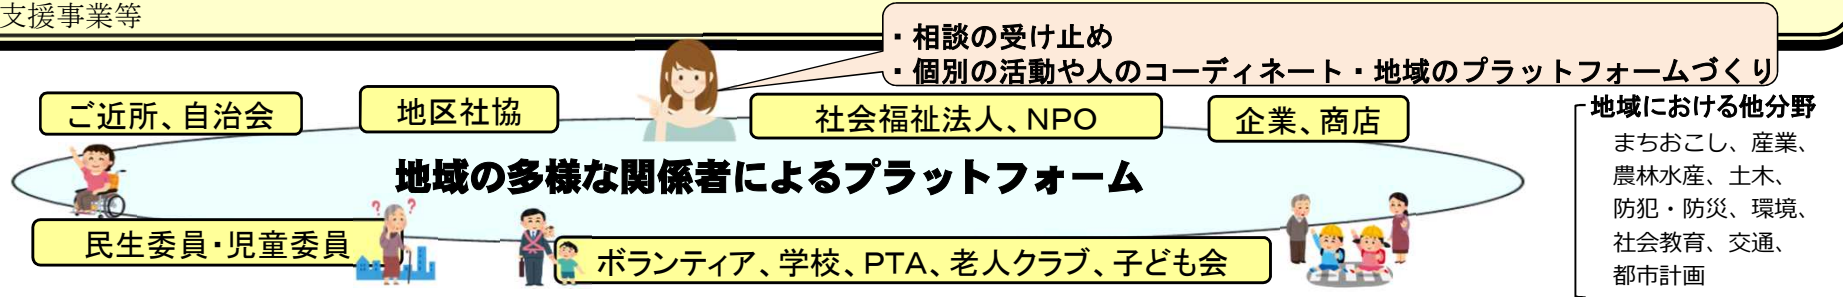 支援事業等
・相談の受け止め
・個別の活動や人のコーディネート・地域のプラットフォームづくり
ご近所、自治会
地区社協
社会福祉法人、NPO
企業、商店
地域の多様な関係者によるプラットフォーム
民生委員・児童委員
? ?
ボランティア、学校、PTA、老人クラブ、子ども会
地域における他分野
まちおこし、産業、
農林水産、土木、
防犯・防災、環境、
社会教育、交通、
都市計画